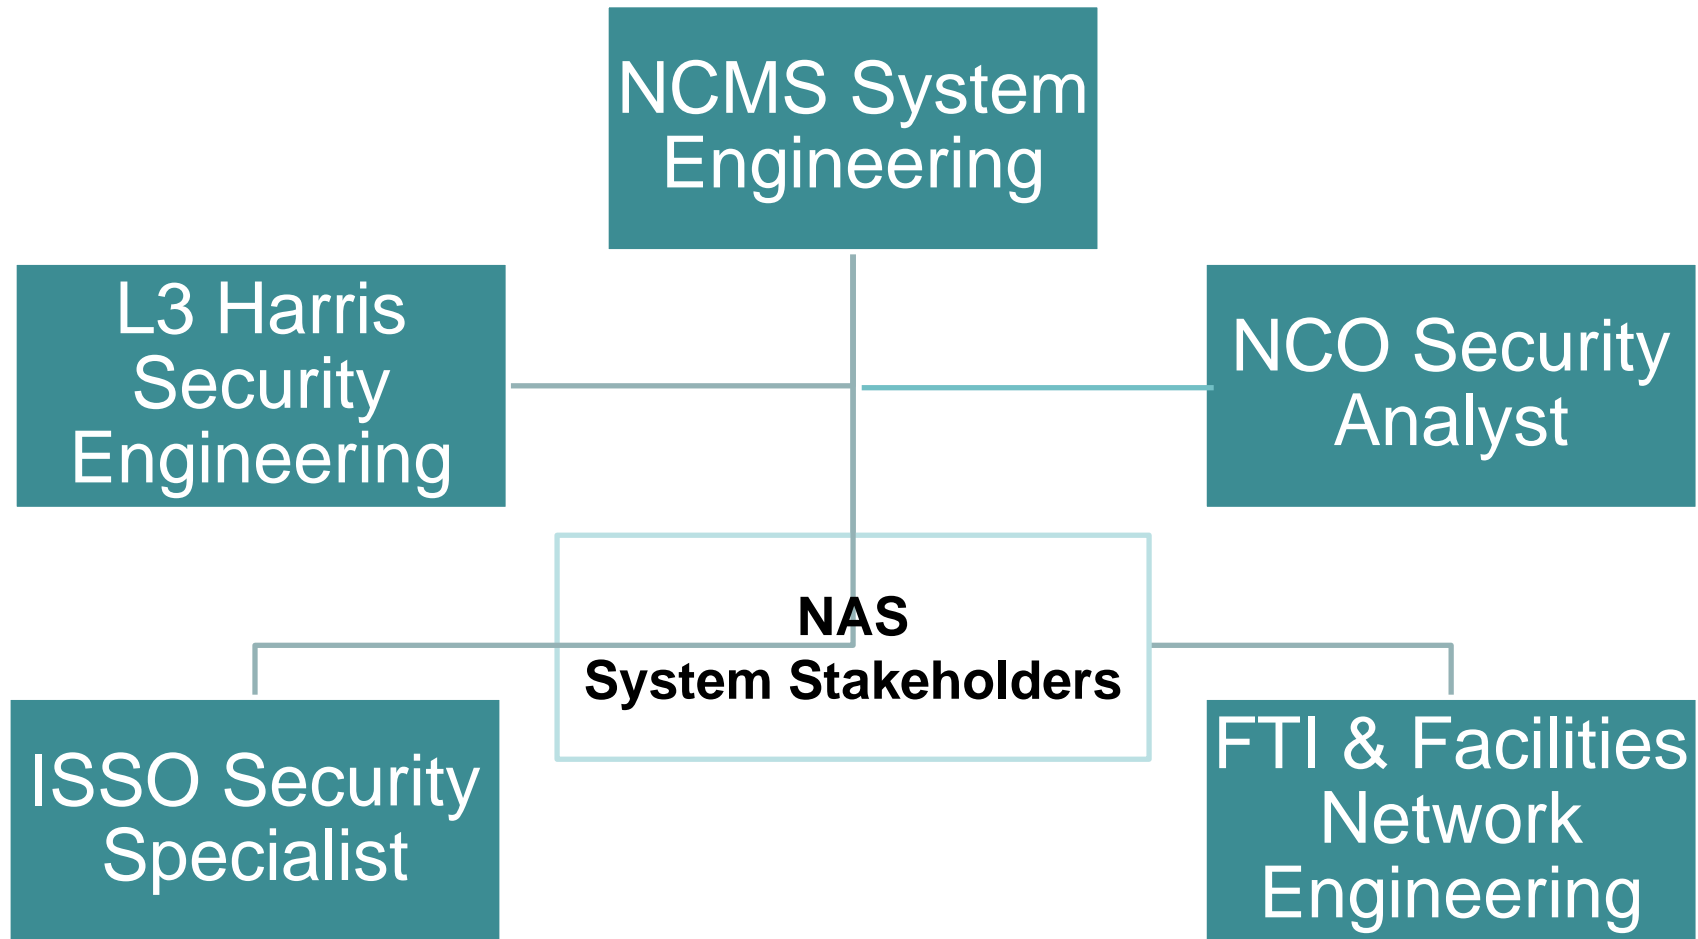 NCMS System
Engineering
L3 Harris
Security
Engineering
NCO Security
Analyst
NAS
System Stakeholders
ISSO Security
Specialist
FTI & Facilities
Network
Engineering